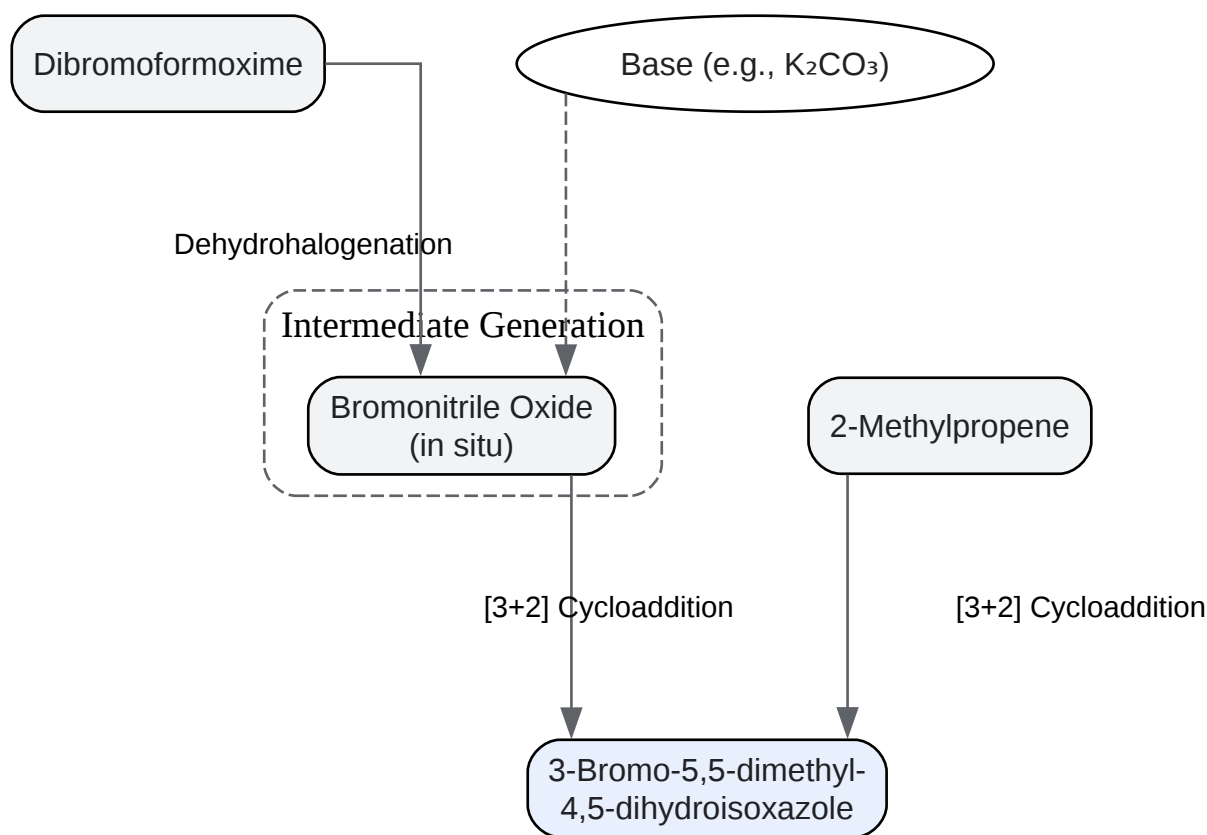 Dibromoformoxime
Base (e.g., K₂CO₃)
Dehydrohalogenation
Intermediate Generation
Bromonitrile Oxide
(in situ)
2-Methylpropene
[3+2] Cycloaddition
[3+2] Cycloaddition
3-Bromo-5,5-dimethyl-
4,5-dihydroisoxazole